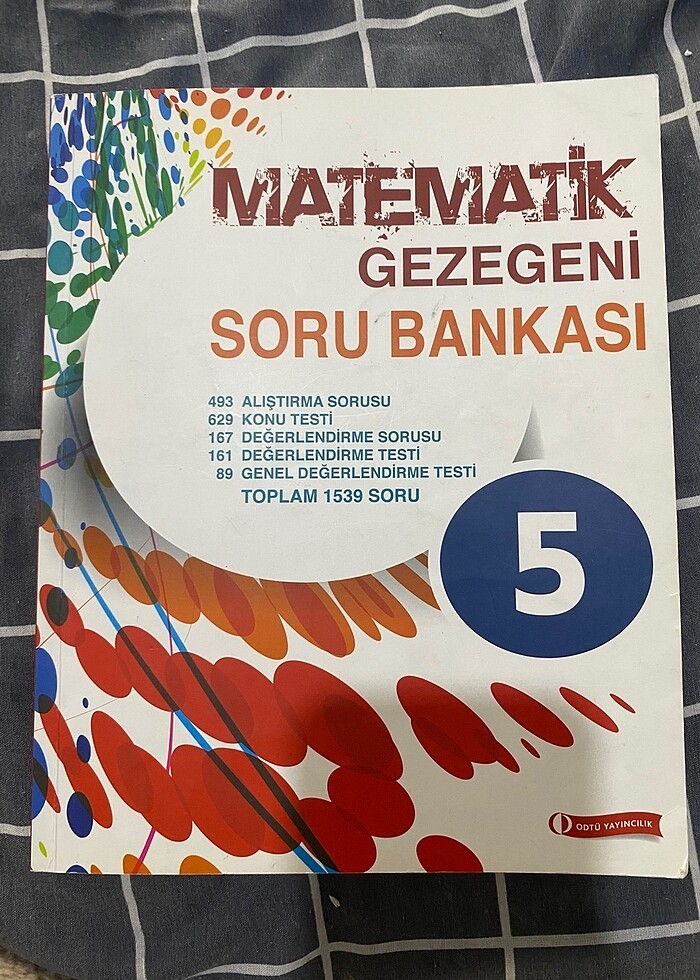 MATEMATİK
GEZEGENİ
SORU BANKASI
493 ALIŞTIRMA SORUSU
629 KONU TESTİ
167 DEĞERLENDİRME SORUSU
161 DEĞERLENDİRME TESTİ
89 GENEL DEĞERLENDİRME TESTİ
TOPLAM 1539 SORU
5
ODTÜ YAYINCILIK